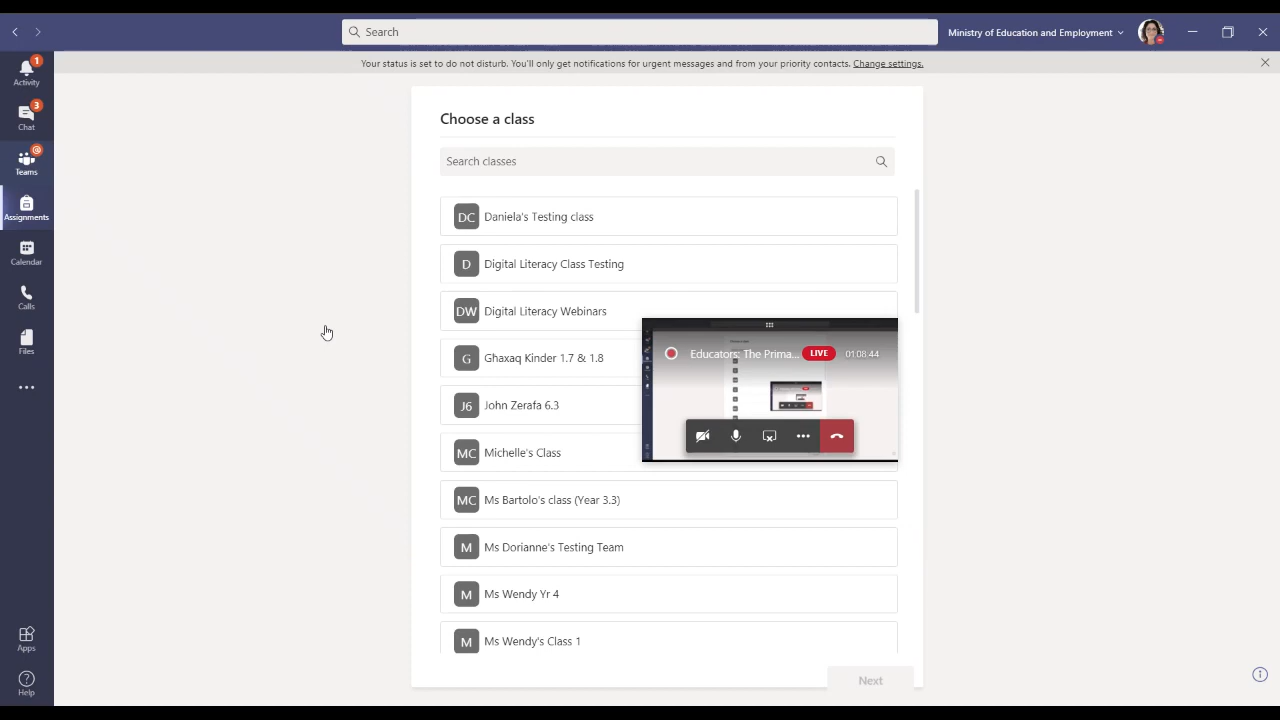 Search
Ministry of Education and Employment
Your status is set to do not disturb. You'll only get notifications for urgent messages and from your priority contacts. Change settings.
1
Activity
3
Chat
@
Teams
Assignments
Calendar
Calls
Files
Apps
Help
Choose a class
Search classes
DC Daniela's Testing class
D Digital Literacy Class Testing
DW Digital Literacy Webinars
G Ghaxaq Kinder 1.7 & 1.8
J6 John Zerafa 6.3
MC Michelle's Class
MC Ms Bartolo's class (Year 3.3)
M Ms Dorianne's Testing Team
M Ms Wendy Yr 4
M Ms Wendy's Class 1
Educators: The Prima... LIVE 01:08:44
Next